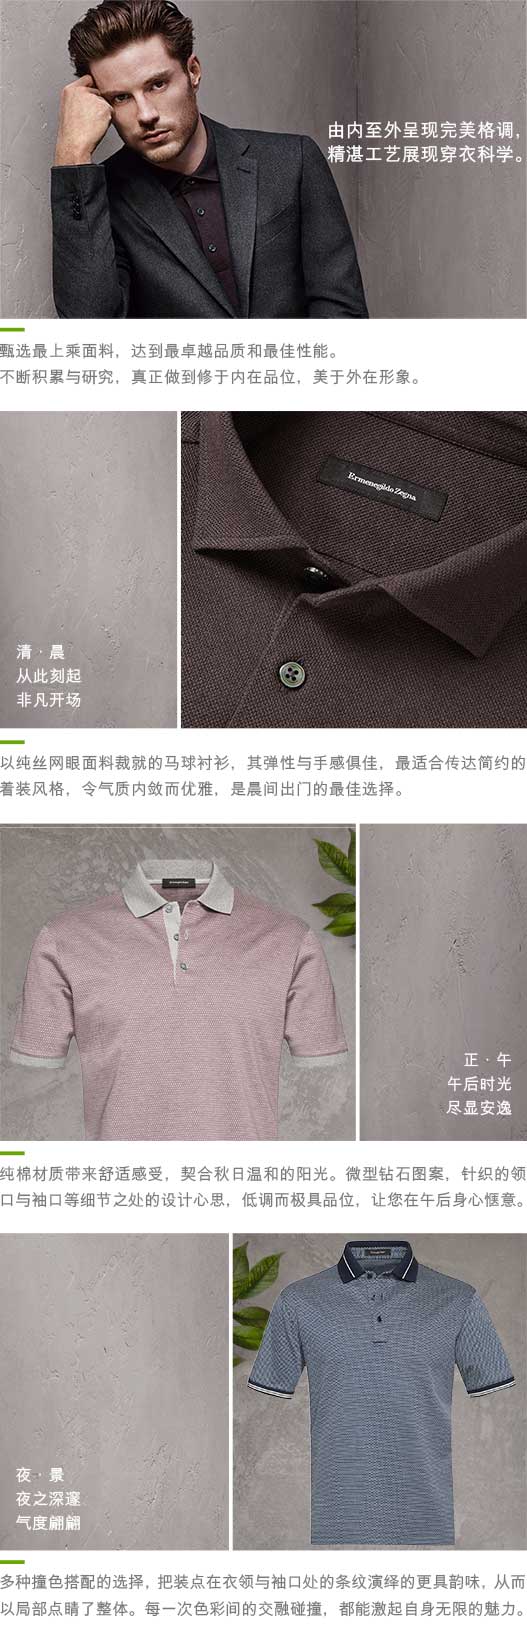 由内至外呈现完美格调，
精湛工艺展现穿衣科学。
甄选最上乘面料，达到最卓越品质和最佳性能。
不断积累与研究，真正做到修于内在品位，美于外在形象。
Ermenegildo Zegna
清·晨
从此刻起
非凡开场
以纯丝网眼面料裁就的马球衬衫，其弹性与手感俱佳，最适合传达简约的
着装风格，令气质内敛而优雅，是晨间出门的最佳选择。
Ermenegildo Zegna
正·午
午后时光
尽显安逸
纯棉材质带来舒适感受，契合秋日温和的阳光。微型钻石图案，针织的领
口与袖口等细节之处的设计心思，低调而极具品位，让您在午后身心惬意。
夜·景
夜之深邃
气度翩翩
多种撞色搭配的选择，把装点在衣领与袖口处的条纹演绎的更具韵味，从而
以局部点睛了整体。每一次色彩间的交融碰撞，都能激起自身无限的魅力。